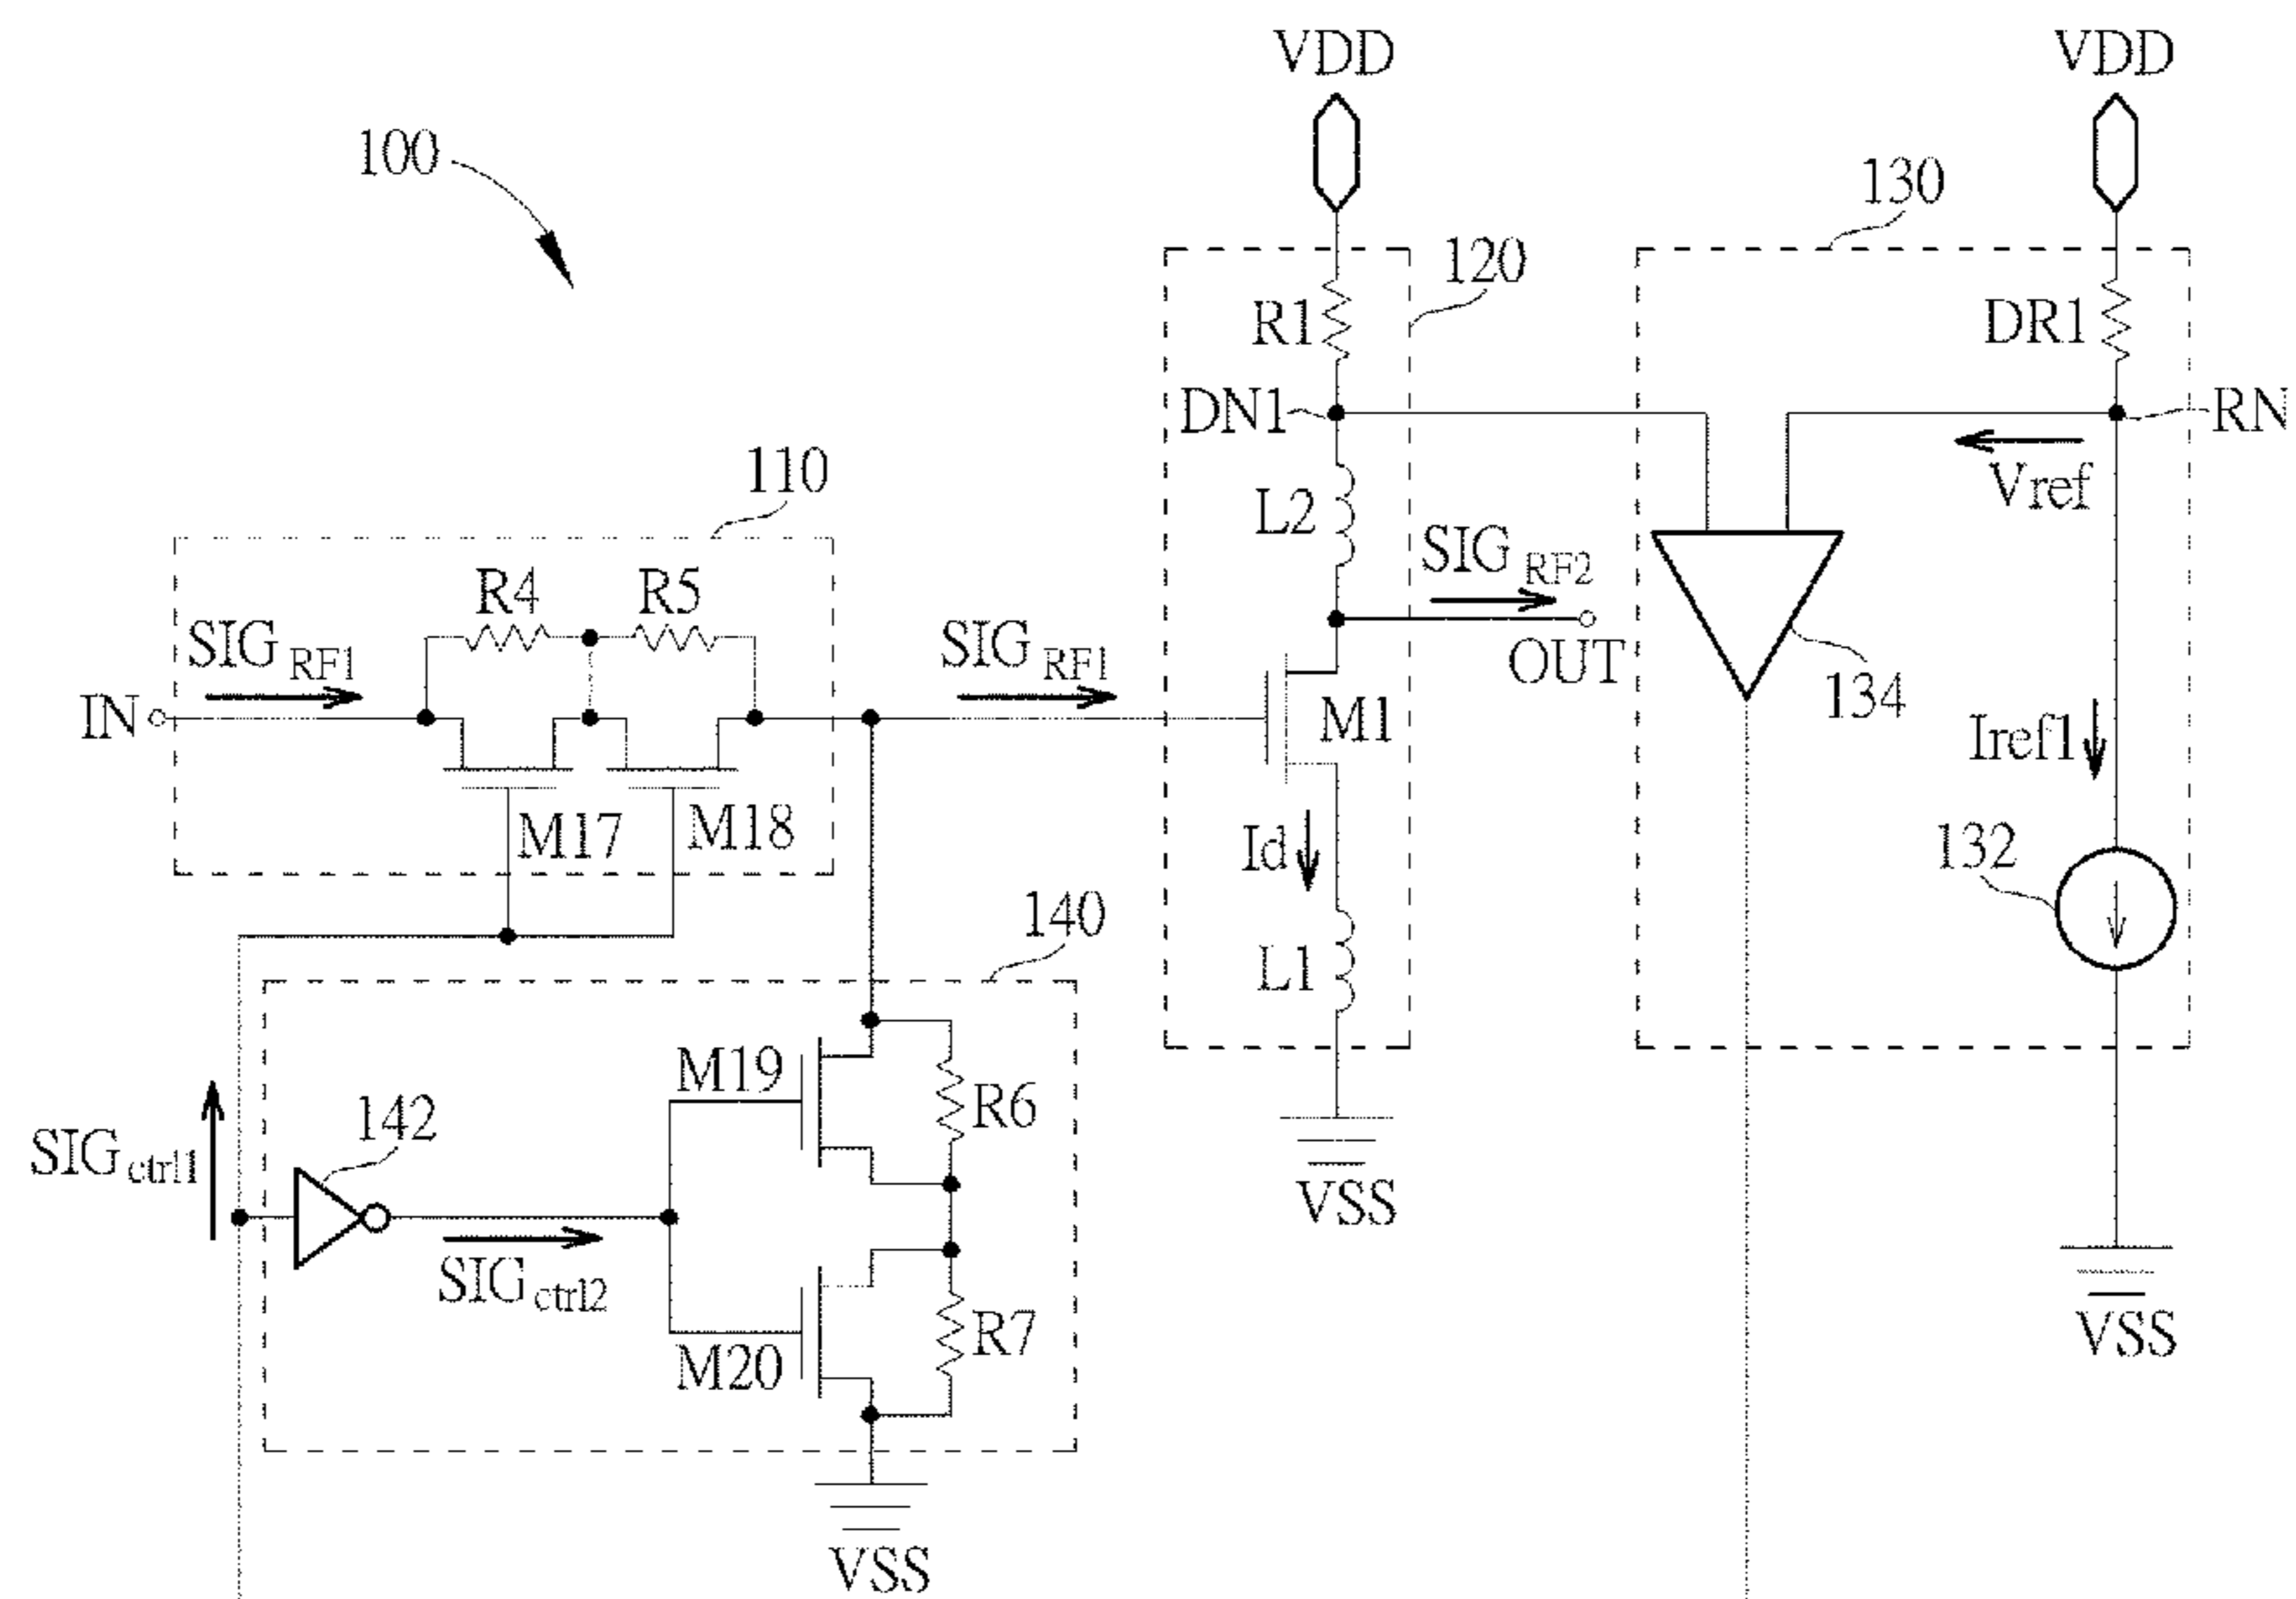 VDD
VDD
100
130
120
R1
DR1
DN1
RN
Vref
110
L2
SIG RF2
R4
R5
SIG RF1
SIG RF1
OUT
134
IN
M1
Iref1
M17
M18
Id
132
140
L1
M19
R6
142
SIG ctrl1
VSS
SIG ctrl2
R7
M20
VSS
VSS